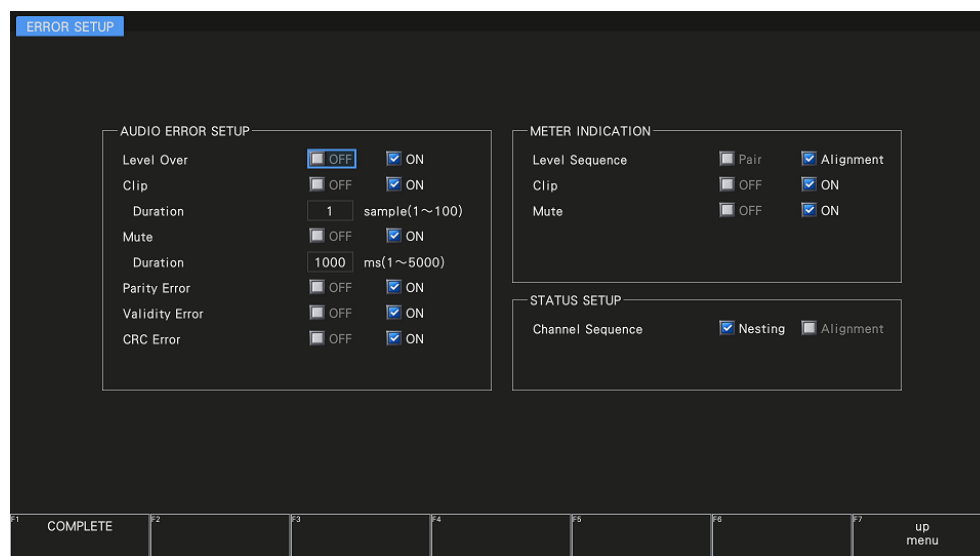 ERROR SETUP
AUDIO ERROR SETUP
Level Over OFF ON
Clip OFF ON
Duration 1 sample(1～100)
Mute OFF ON
Duration 1000 ms(1～5000)
Parity Error OFF ON
Validity Error OFF ON
CRC Error OFF ON
METER INDICATION
Level Sequence Pair Alignment
Clip OFF ON
Mute OFF ON
STATUS SETUP
Channel Sequence Nesting Alignment
F1 COMPLETE F2 F3 F4 F5 F6 F7 up
menu